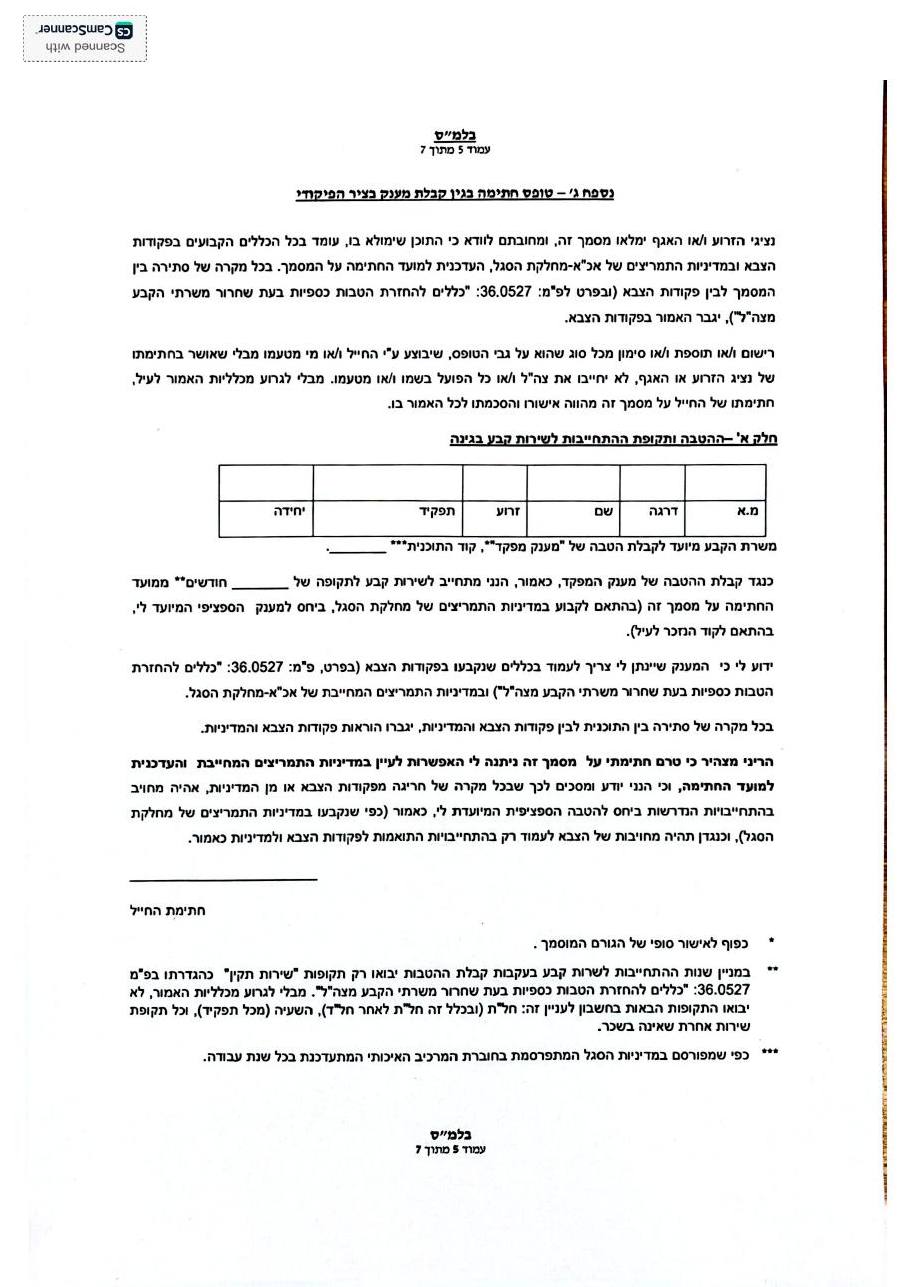 Scanned with
CamScanner
בלמ״ס
עמוד 5 מתוך 7
נספח ג׳ – טופס חתימה בגין קבלת מענק בציר הפיקודי
נציגי הזרוע ו/או האגף ימלאו מסמך זה, ומחובתם לוודא כי התוכן שימולא בו, עומד בכל הכללים הקבועים בפקודות
הצבא ובמדיניות התמריצים של אכ"א-מחלקת הסגל, העדכנית למועד החתימה על המסמך. בכל מקרה של סתירה בין
המסמך לבין פקודות הצבא (ובפרט לפ"מ: 36.0527: "כללים להחזרת הטבות כספיות בעת שחרור משרתי הקבע
מצה"ל"), יגבר האמור בפקודות הצבא.
רישום ו/או תוספת ו/או סימון מכל סוג שהוא על גבי הטופס, שיבוצע ע"י החייל ו/או מי מטעמו מבלי שאושר בחתימתו
של נציג הזרוע או האגף, לא יחייבו את צה"ל ו/או כל הפועל בשמו ו/או מטעמו. מבלי לגרוע מכלליות האמור לעיל,
חתימתו של החייל על מסמך זה מהווה אישורו והסכמתו לכל האמור בו.
חלק א' –ההטבה ותקופת ההתחייבות לשירות קבע בגינה
מ.א דרגה שם זרוע תפקיד יחידה
משרת הקבע מיועד לקבלת הטבה של "מענק מפקד"*, קוד התוכנית*** ________.
כנגד קבלת ההטבה של מענק המפקד, כאמור, הנני מתחייב לשירות קבע לתקופה של ________ חודשים** ממועד
החתימה על מסמך זה (בהתאם לקבוע במדיניות התמריצים של מחלקת הסגל, ביחס למענק הספציפי המיועד לי,
בהתאם לקוד הנזכר לעיל).
ידוע לי כי המענק שיינתן לי צריך לעמוד בכללים שנקבעו בפקודות הצבא (בפרט, פ"מ: 36.0527: "כללים להחזרת
הטבות כספיות בעת שחרור משרתי הקבע מצה"ל") ובמדיניות התמריצים המחייבת של אכ"א-מחלקת הסגל.
בכל מקרה של סתירה בין התוכנית לבין פקודות הצבא והמדיניות, יגברו הוראות פקודות הצבא והמדיניות.
הריני מצהיר כי טרם חתימתי על מסמך זה ניתנה לי האפשרות לעיין במדיניות התמריצים המחייבת והעדכנית
למועד החתימה, וכי הנני יודע ומסכים לכך שבכל מקרה של חריגה מפקודות הצבא או מן המדיניות, אהיה מחויב
בהתחייבויות הנדרשות ביחס להטבה הספציפית המיועדת לי, כאמור (כפי שנקבעו במדיניות התמריצים של מחלקת
הסגל), וכנגדן תהיה מחויבות של הצבא לעמוד רק בהתחייבויות התואמות לפקודות הצבא ולמדיניות כאמור.
חתימת החייל
* כפוף לאישור סופי של הגורם המוסמך .
** במניין שנות ההתחייבות לשרות קבע בעקבות קבלת ההטבות יבואו רק תקופות "שירות תקין" כהגדרתו בפ"מ
36.0527: "כללים להחזרת הטבות כספיות בעת שחרור משרתי הקבע מצה"ל". מבלי לגרוע מכלליות האמור, לא
יבואו התקופות הבאות בחשבון לעניין זה: חל"ת (ובכלל זה חל"ת לאחר חל"ד), השעיה (מכל תפקיד), וכל תקופת
שירות אחרת שאינה בשכר.
*** כפי שמפורסם במדיניות הסגל המתפרסמת בחוברת המרכיב האיכותי המתעדכנת בכל שנת עבודה.
בלמ״ס
עמוד 5 מתוך 7